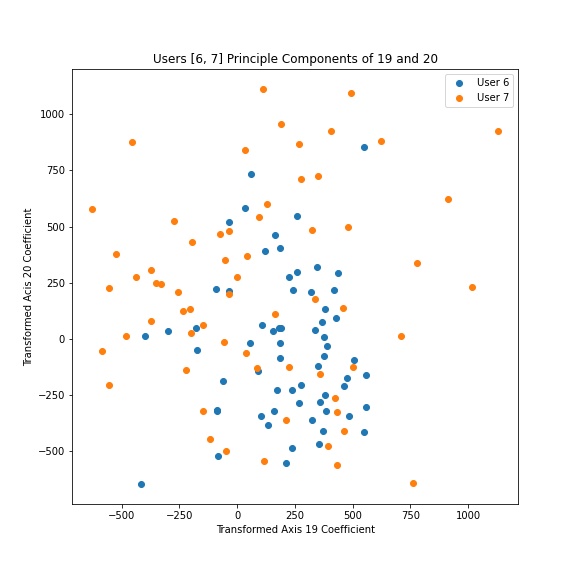 Users [6, 7] Principle Components of 19 and 20
User 6
User 7
1000
750
500
250
0
−250
−500
Transformed Acis 20 Coefficient
−500
−250
0
250
500
750
1000
Transformed Axis 19 Coefficient